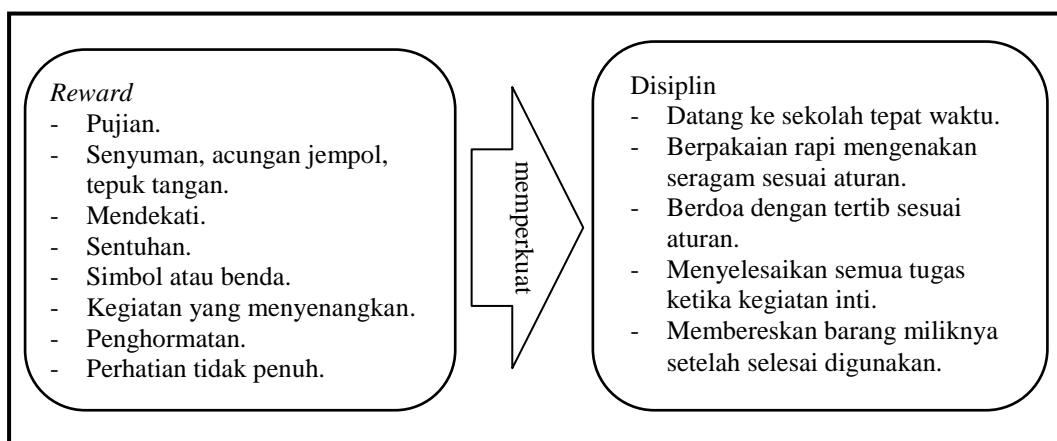 Reward
- Pujian.
- Senyuman, acungan jempol,
tepuk tangan.
- Mendekati.
- Sentuhan.
- Simbol atau benda.
- Kegiatan yang menyenangkan.
- Penghormatan.
- Perhatian tidak penuh.
memperkuat
Disiplin
- Datang ke sekolah tepat waktu.
- Berpakaian rapi mengenakan
seragam sesuai aturan.
- Berdoa dengan tertib sesuai
aturan.
- Menyelesaikan semua tugas
ketika kegiatan inti.
- Membereskan barang miliknya
setelah selesai digunakan.